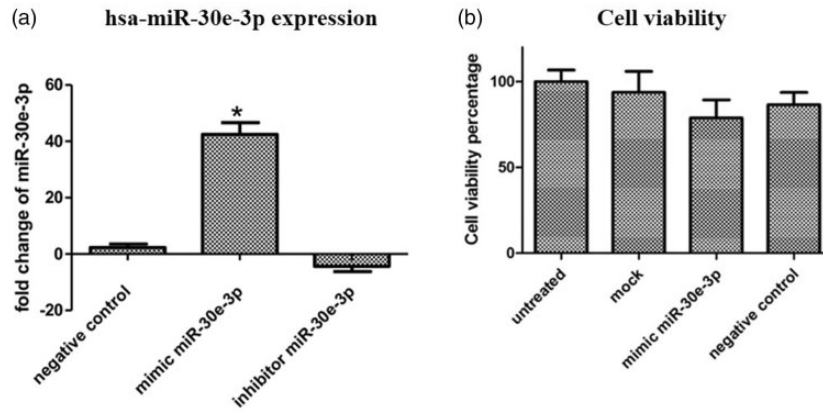 (a) hsa-miR-30e-3p expression
fold change of miR-30e-3p
60
40
20
0
-20
*
negative control
mimic miR-30e-3p
inhibitor miR-30e-3p
(b) Cell viability
Cell viability percentage
100
50
0
untreated
mock
mimic miR-30e-3p
negative control